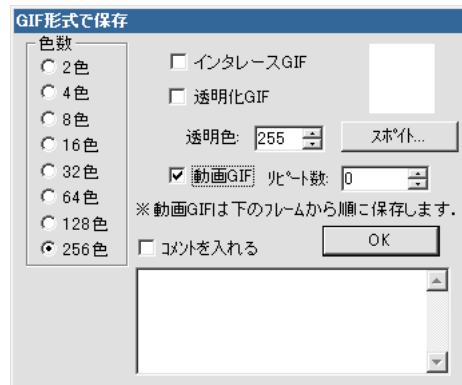 GIF形式で保存
色数
2色
4色
8色
16色
32色
64色
128色
256色
インタレースGIF
透明化GIF
透明色: 255
スポイト...
動画GIF リピート数: 0
※動画GIFは下のフレームから順に保存します.
コメントを入れる
OK